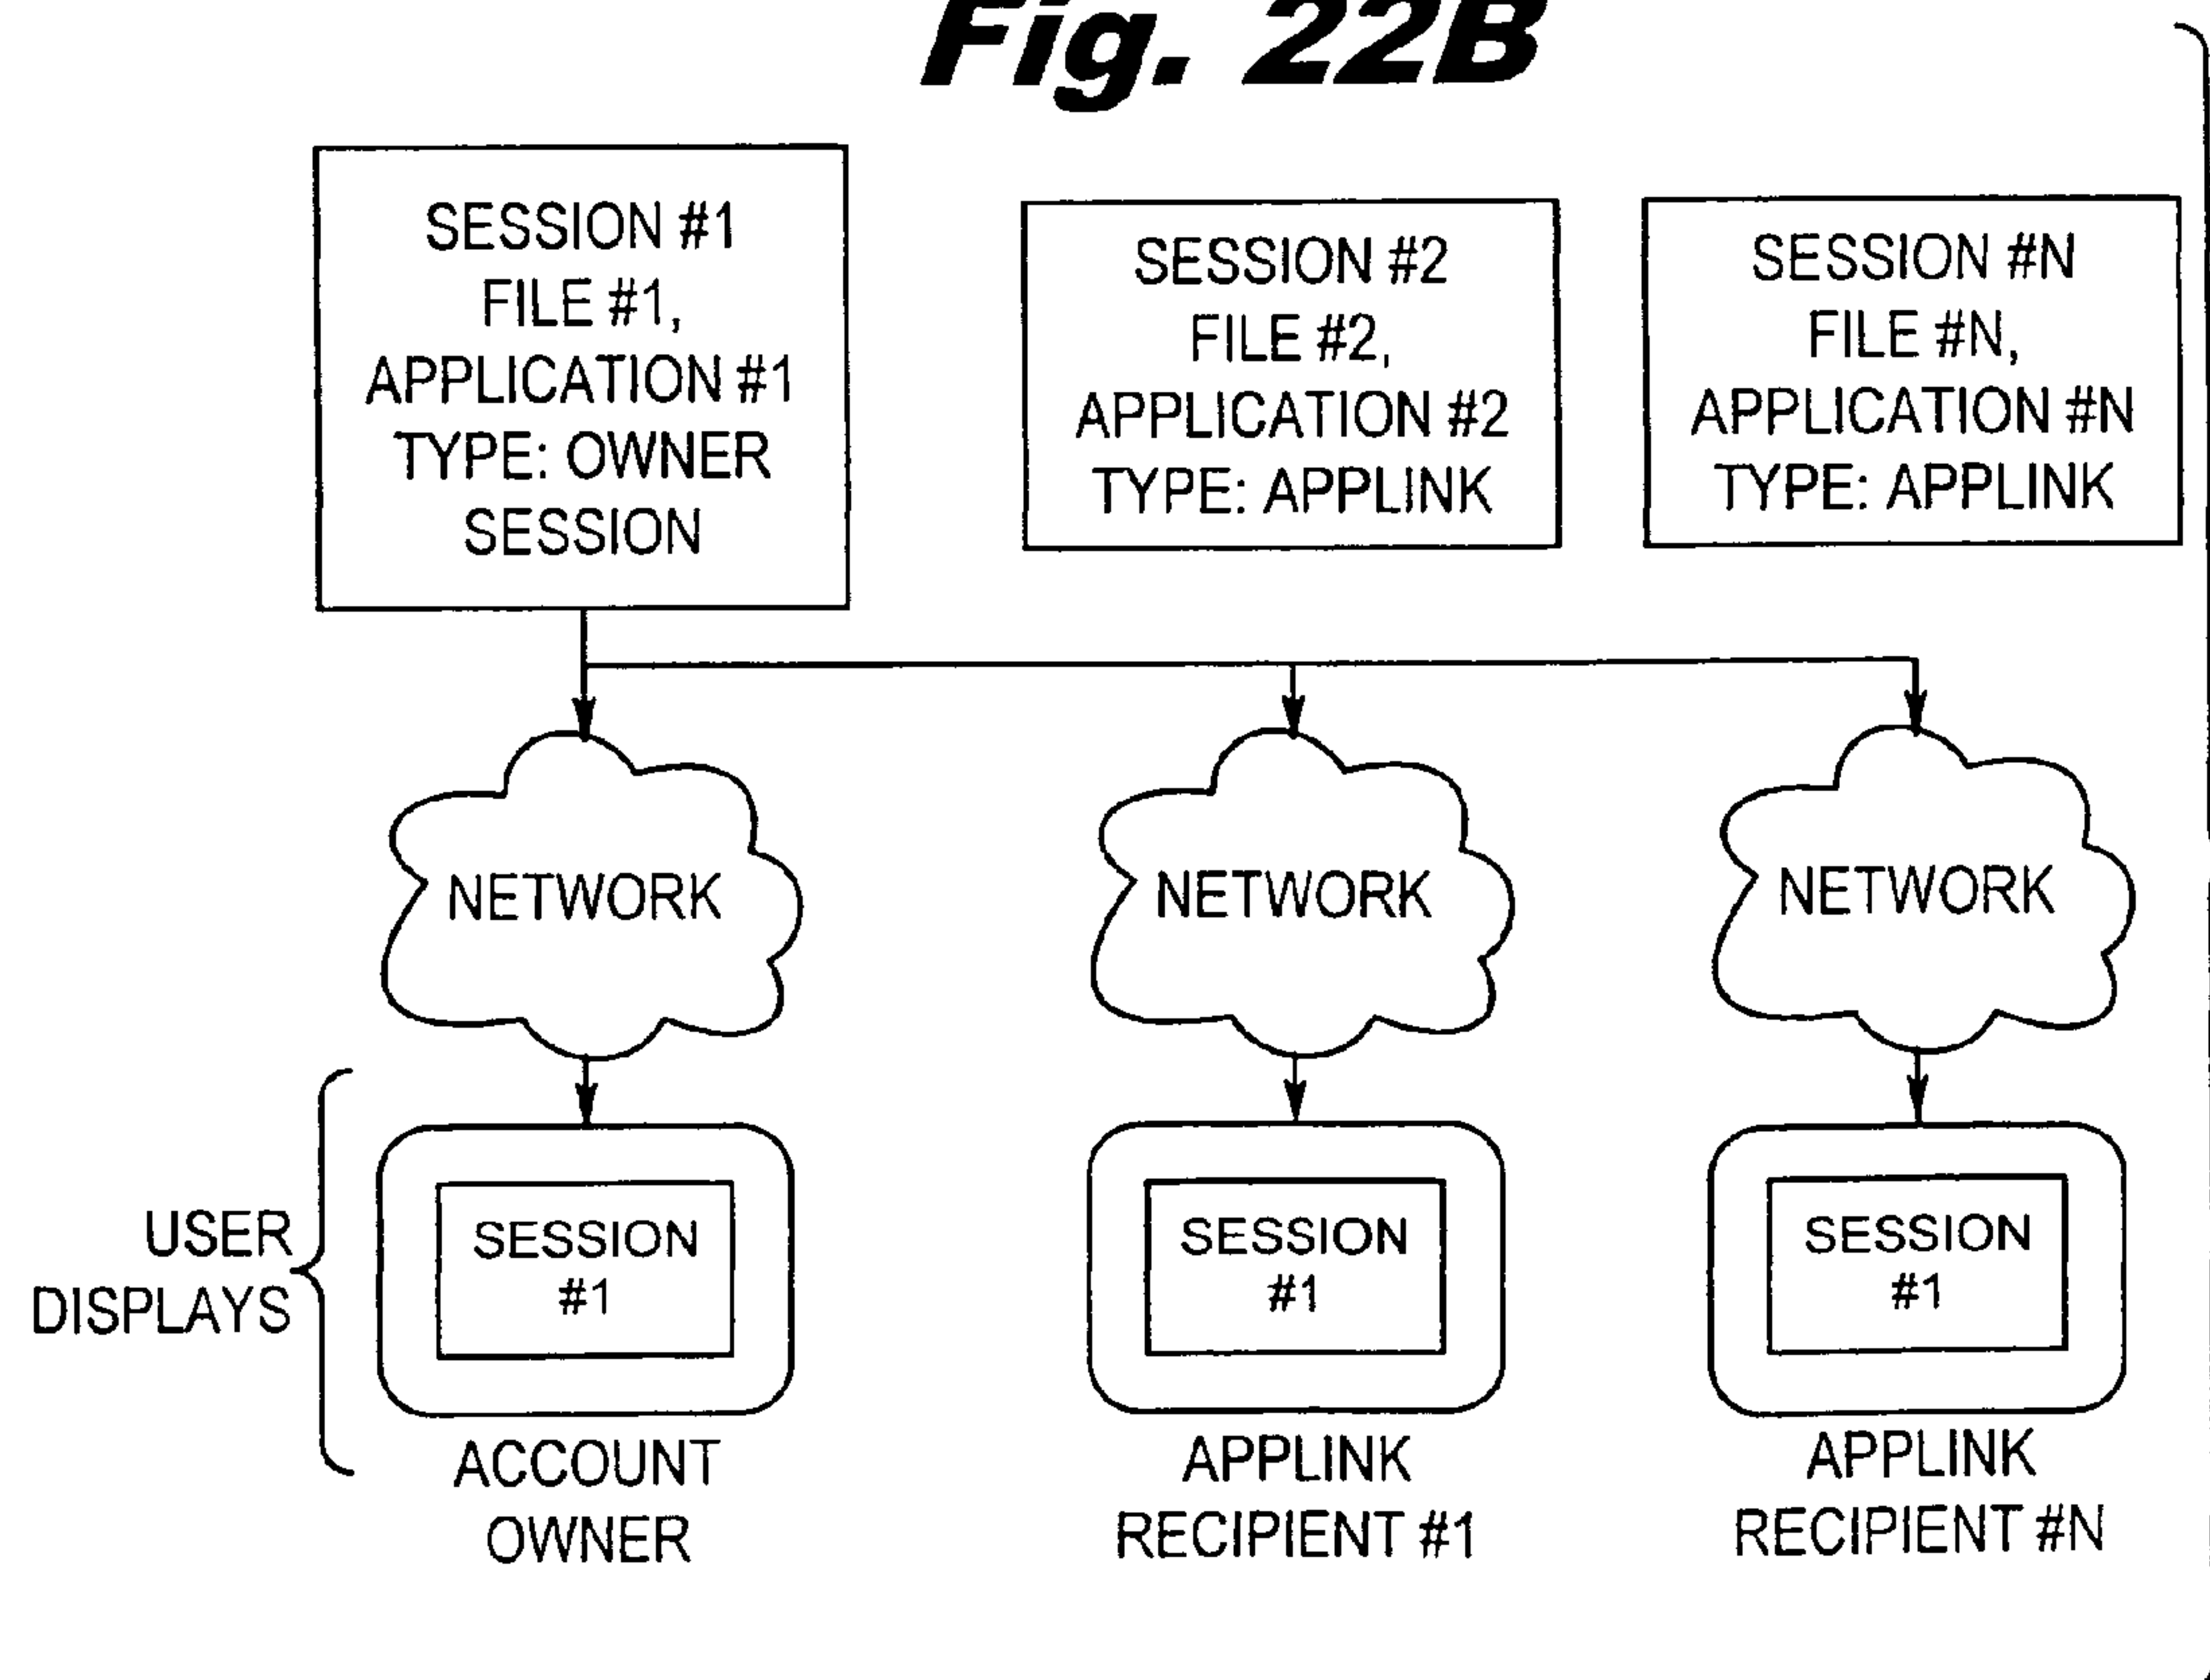 Fig. 22B
SESSION #1
FILE #1,
APPLICATION #1
TYPE: OWNER
SESSION
SESSION #2
FILE #2,
APPLICATION #2
TYPE: APPLINK
SESSION #N
FILE #N,
APPLICATION #N
TYPE: APPLINK
NETWORK
NETWORK
NETWORK
USER
DISPLAYS
SESSION
#1
SESSION
#1
SESSION
#1
ACCOUNT
OWNER
APPLINK
RECIPIENT #1
APPLINK
RECIPIENT #N